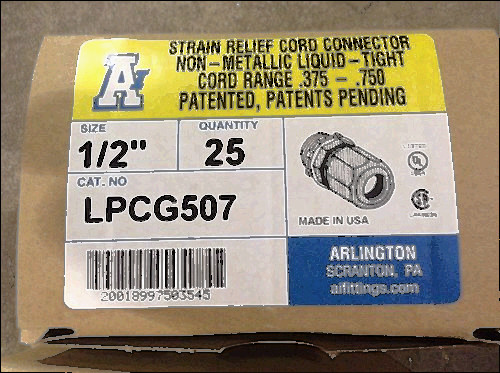 A
STRAIN RELIEF CORD CONNECTOR
NON-METALLIC LIQUID-TIGHT
CORD RANGE .375 - .750
PATENTED, PATENTS PENDING
SIZE
1/2"
QUANTITY
25
CAT. NO
LPCG507
MADE IN USA
20018997503545
ARLINGTON
SCRANTON, PA
aifittings.com